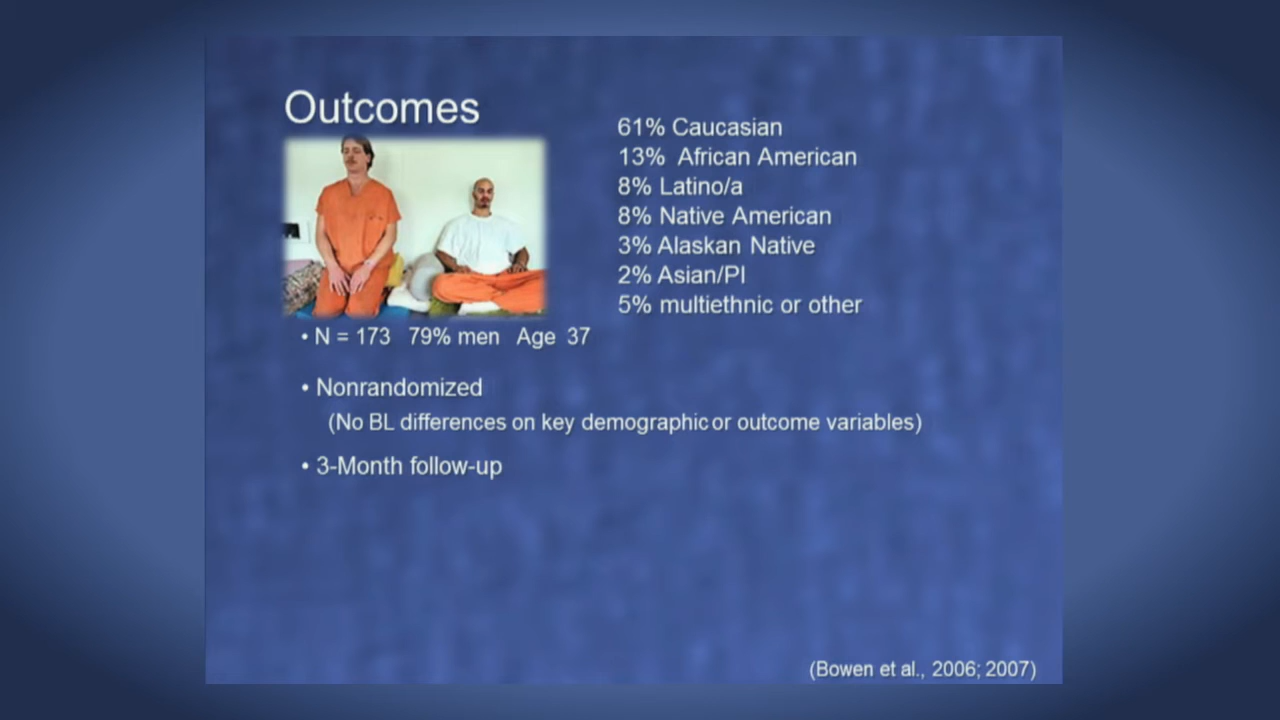 Outcomes
61% Caucasian
13% African American
8% Latino/a
8% Native American
3% Alaskan Native
2% Asian/PI
5% multiethnic or other
• N = 173 79% men Age 37
• Nonrandomized
(No BL differences on key demographic or outcome variables)
• 3-Month follow-up
(Bowen et al., 2006; 2007)